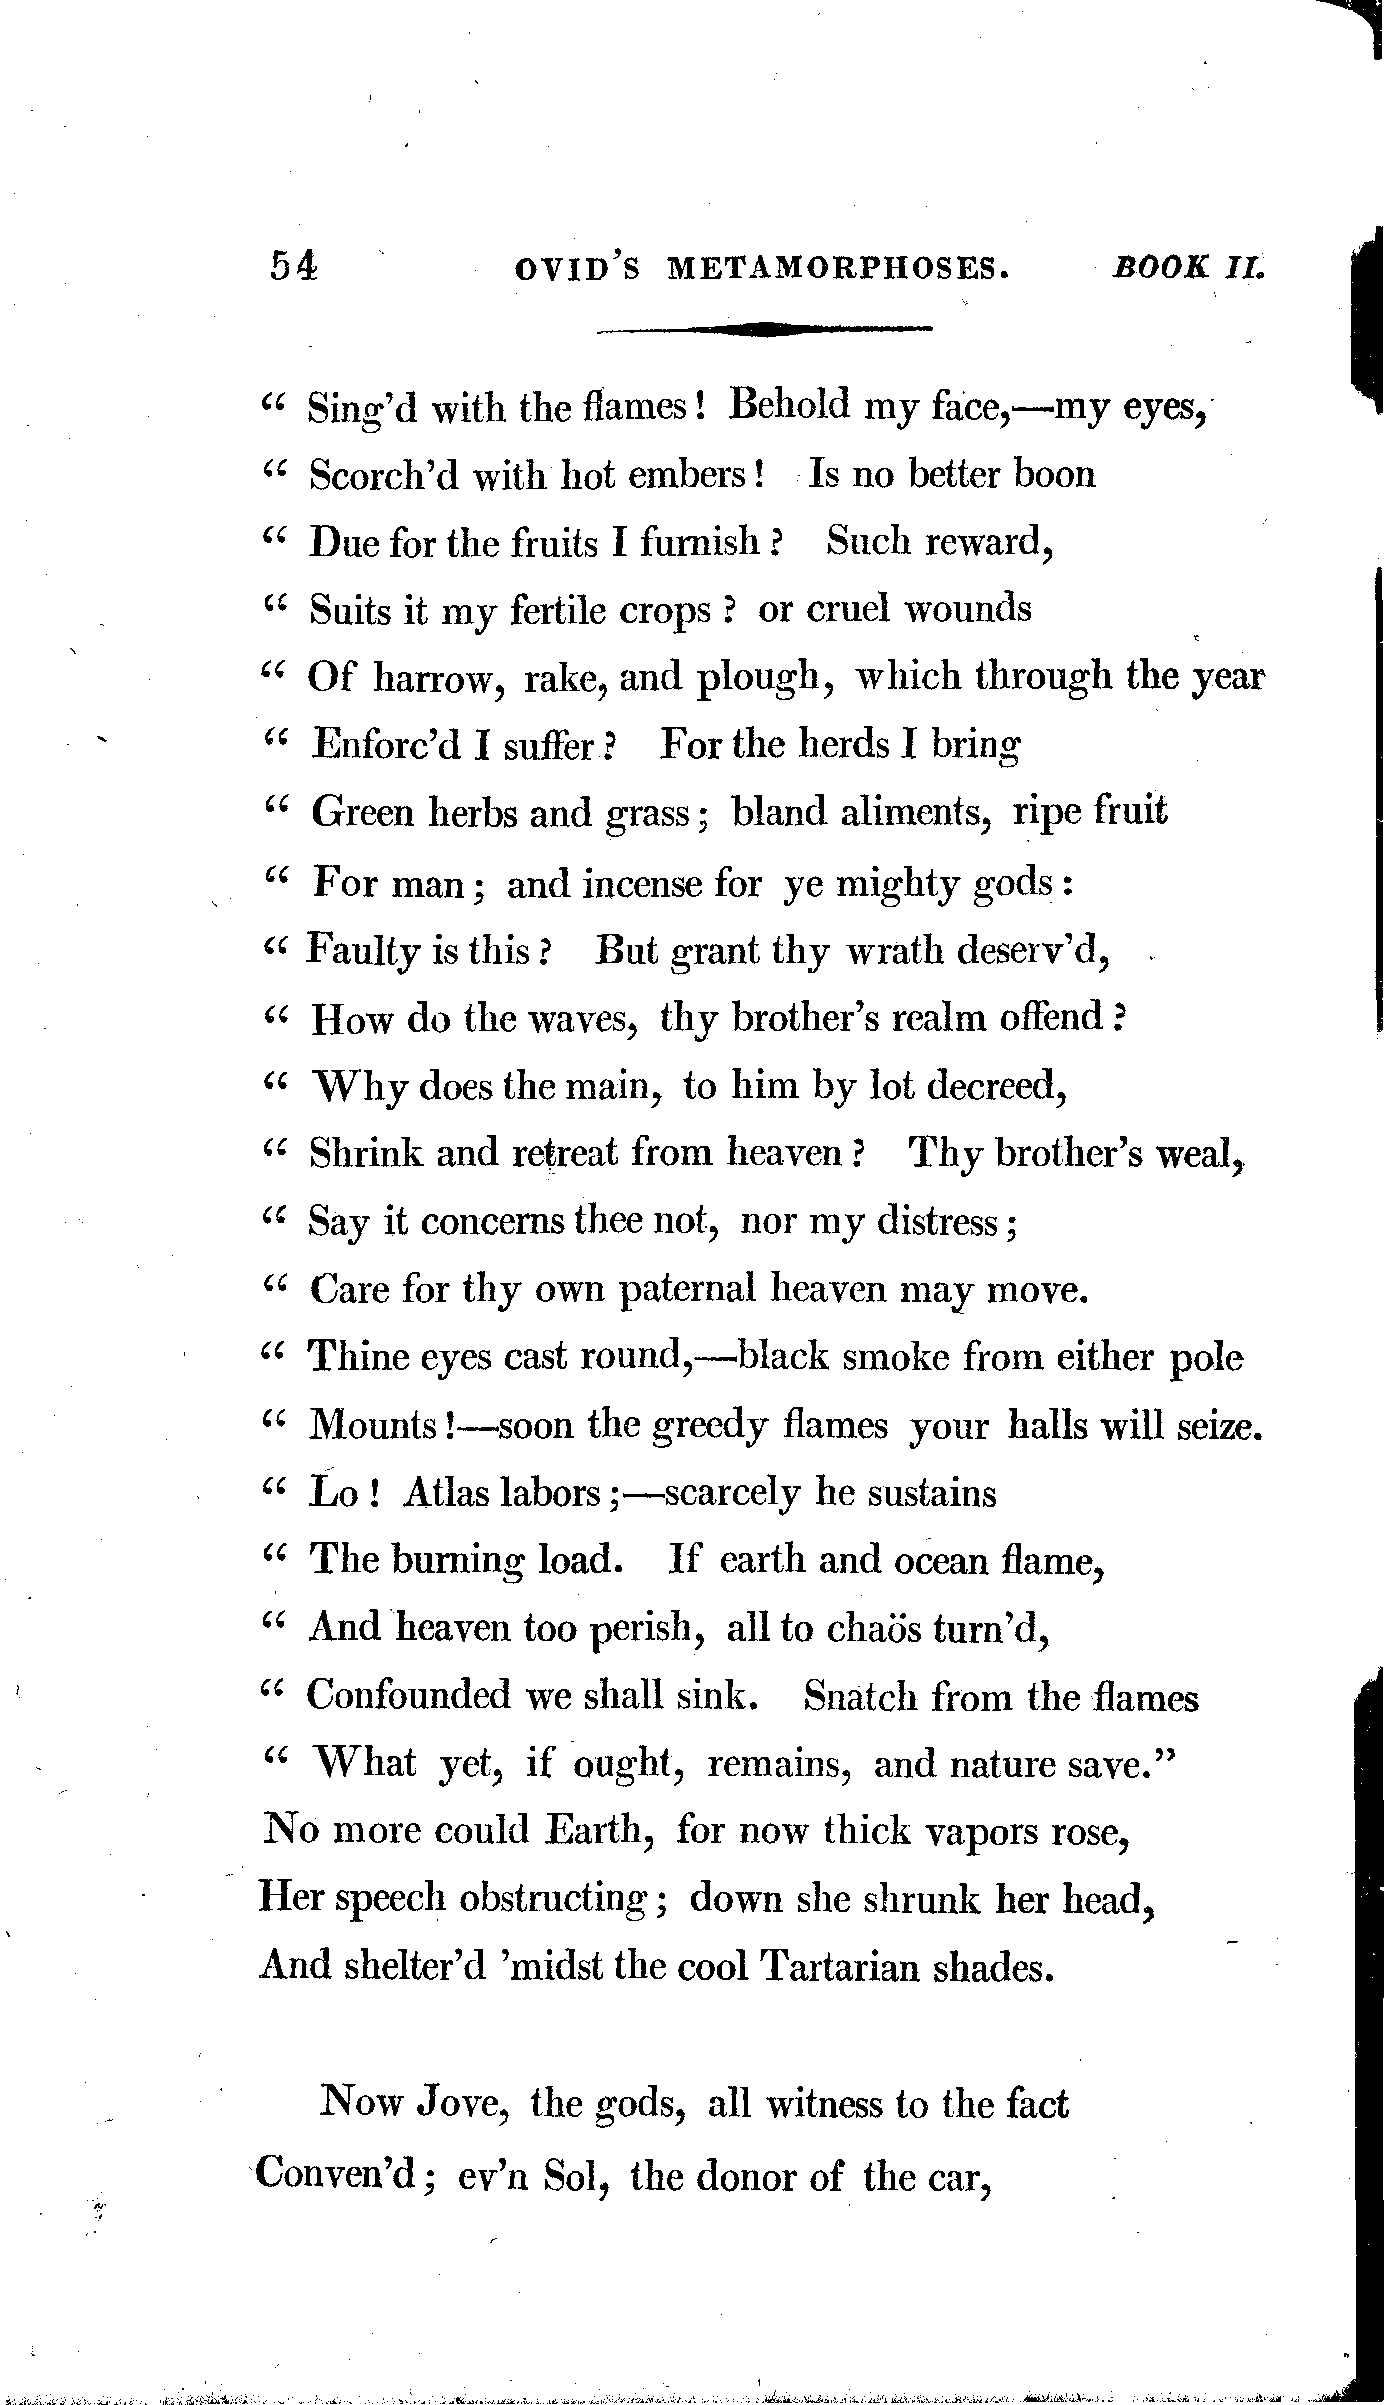 54 OVID'S METAMORPHOSES. BOOK II.
“ Sing'd with the flames! Behold my face,—my eyes,
“ Scorch'd with hot embers! Is no better boon
“ Due for the fruits I furnish? Such reward,
“ Suits it my fertile crops? or cruel wounds
“ Of harrow, rake, and plough, which through the year
“ Enforc'd I suffer? For the herds I bring
“ Green herbs and grass; bland aliments, ripe fruit
“ For man; and incense for ye mighty gods:
“ Faulty is this? But grant thy wrath deserv'd,
“ How do the waves, thy brother's realm offend?
“ Why does the main, to him by lot decreed,
“ Shrink and retreat from heaven? Thy brother's weal,
“ Say it concerns thee not, nor my distress;
“ Care for thy own paternal heaven may move.
“ Thine eyes cast round,—black smoke from either pole
“ Mounts!—soon the greedy flames your halls will seize.
“ Lo! Atlas labors;—scarcely he sustains
“ The burning load. If earth and ocean flame,
“ And heaven too perish, all to chaös turn'd,
“ Confounded we shall sink. Snatch from the flames
“ What yet, if ought, remains, and nature save.”
No more could Earth, for now thick vapors rose,
Her speech obstructing; down she shrunk her head,
And shelter'd 'midst the cool Tartarian shades.
Now Jove, the gods, all witness to the fact
Conven'd; ev'n Sol, the donor of the car,